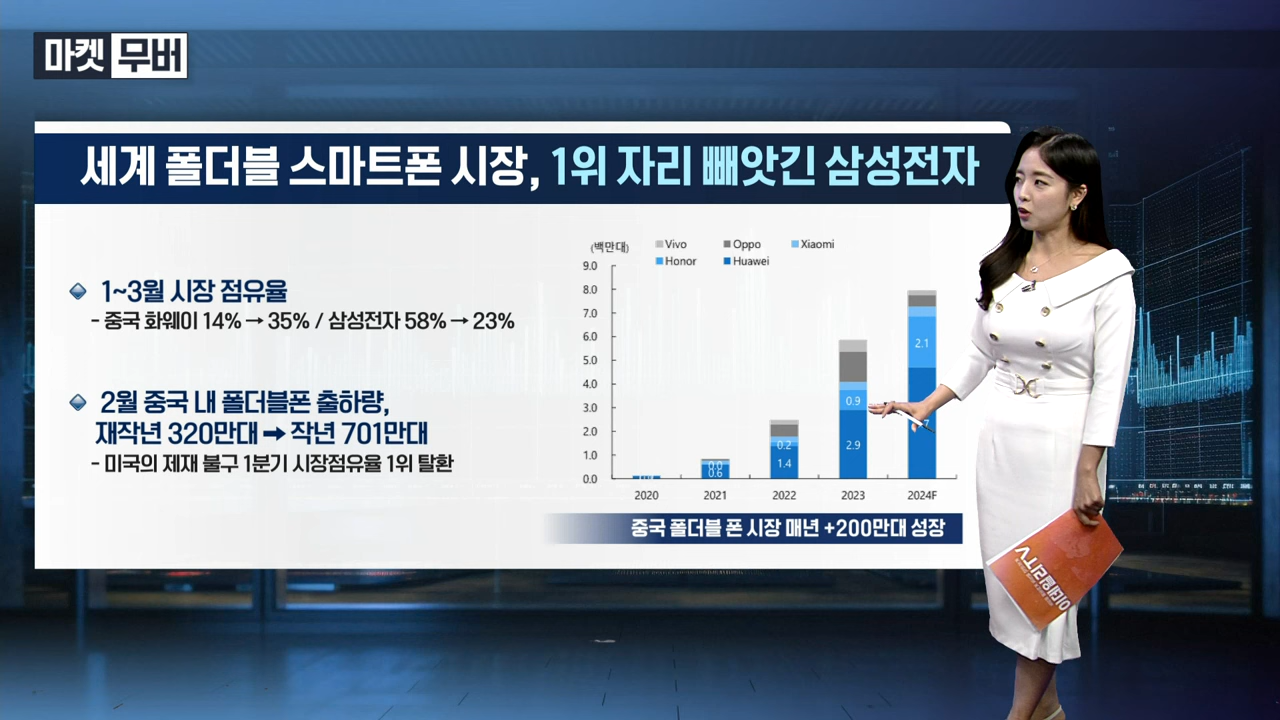 마켓무버
세계 폴더블 스마트폰 시장, 1위 자리 빼앗긴 삼성전자
1~3월 시장 점유율
- 중국 화웨이 14% → 35% / 삼성전자 58% → 23%
2월 중국 내 폴더블폰 출하량,
재작년 320만대 → 작년 701만대
- 미국의 제재 불구 1분기 시장점유율 1위 탈환
(백만대)
Vivo Oppo Xiaomi
Honor Huawei
9.0
8.0
7.0
6.0
5.0
4.0
3.0
2.0
1.0
0.0
0.0
0.6
0.2
1.4
0.9
2.9
2.1
7
2020 2021 2022 2023 2024F
중국 폴더블 폰 시장 매년 +200만대 성장
이데일리TV